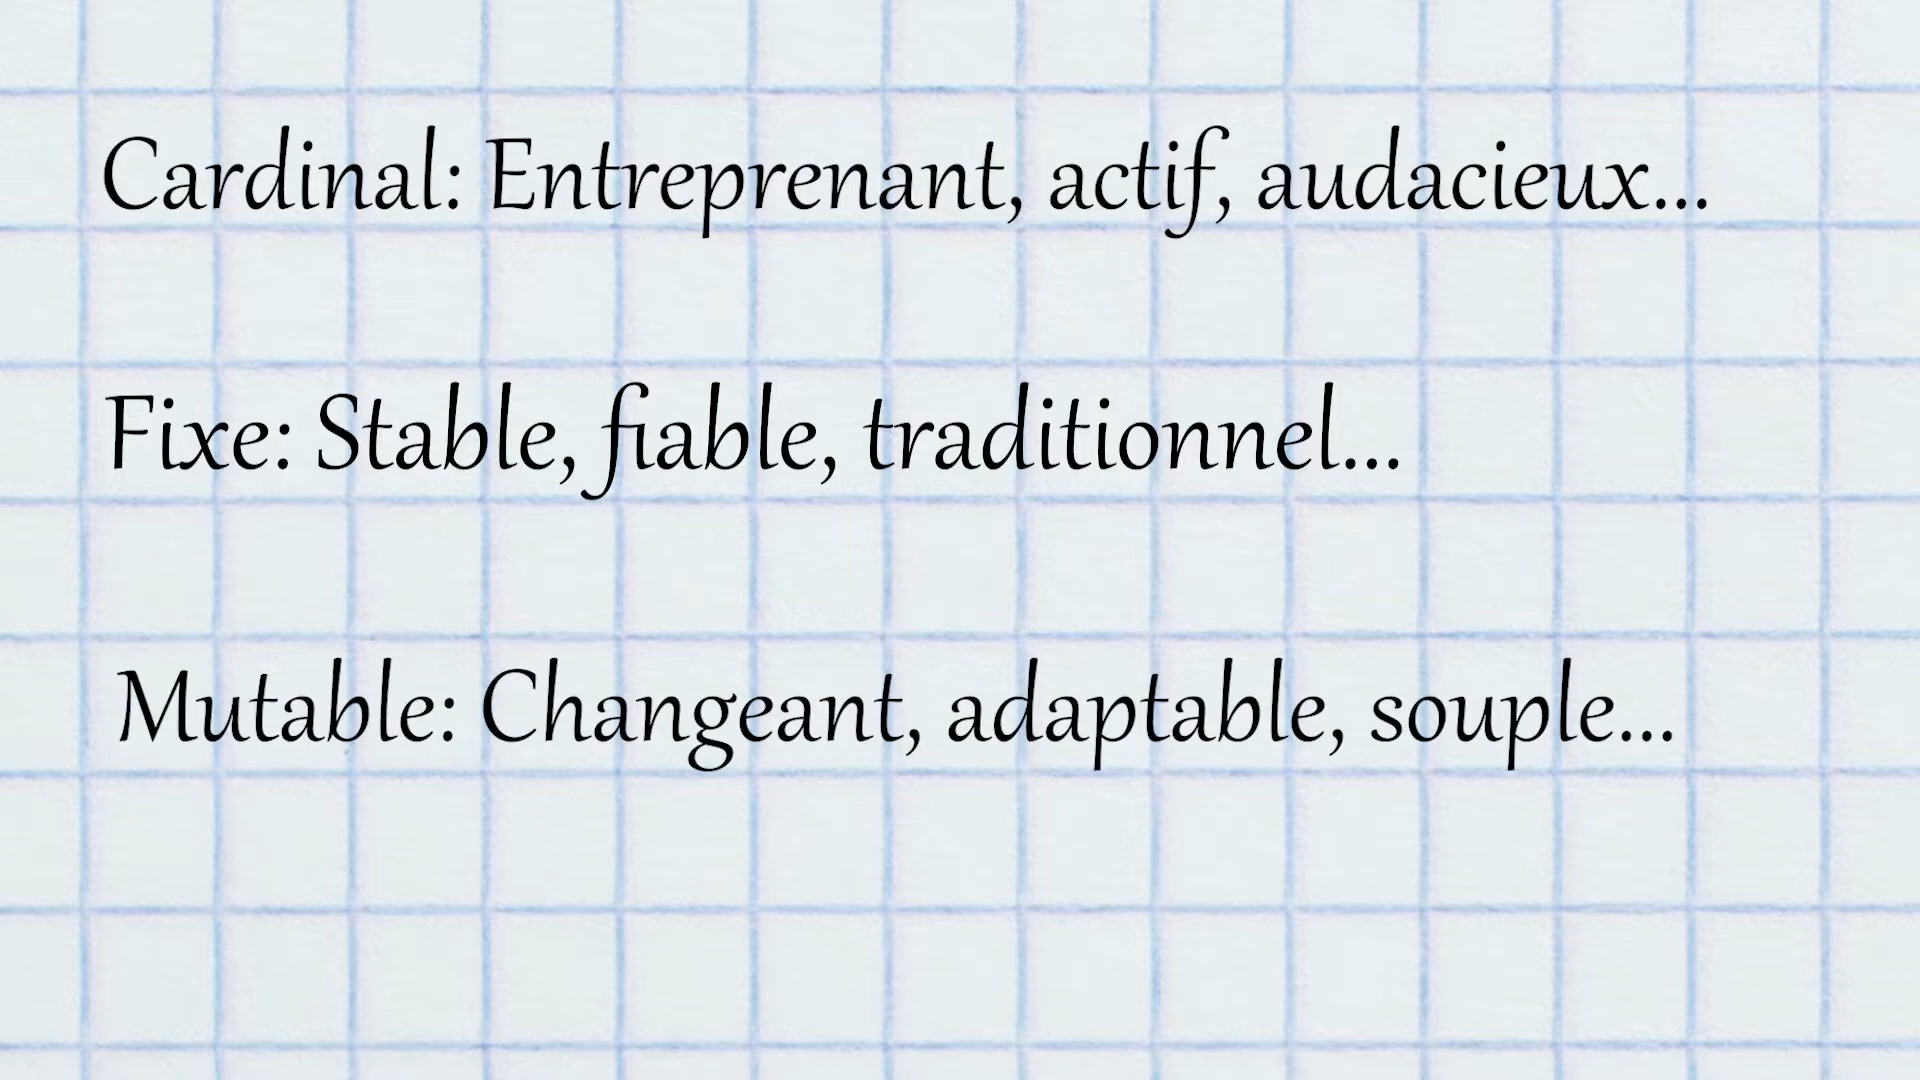 Cardinal: Entreprenant, actif, audacieux...
Fixe: Stable, fiable, traditionnel...
Mutable: Changeant, adaptable, souple...